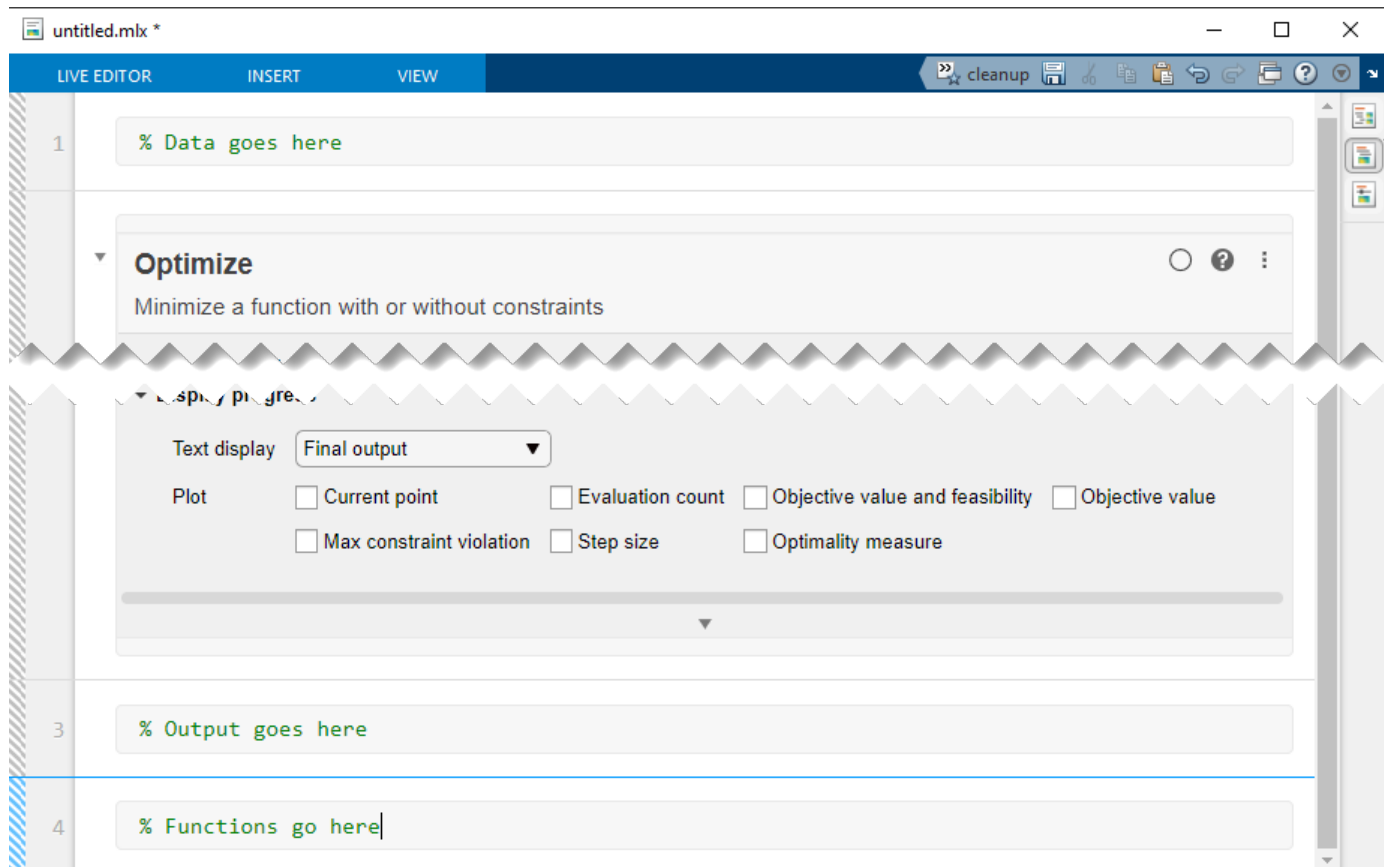 untitled.mlx *
LIVE EDITOR INSERT VIEW cleanup
1 % Data goes here
Optimize
Minimize a function with or without constraints
Text display Final output
Plot Current point Evaluation count Objective value and feasibility Objective value
Max constraint violation Step size Optimality measure
3 % Output goes here
4 % Functions go here